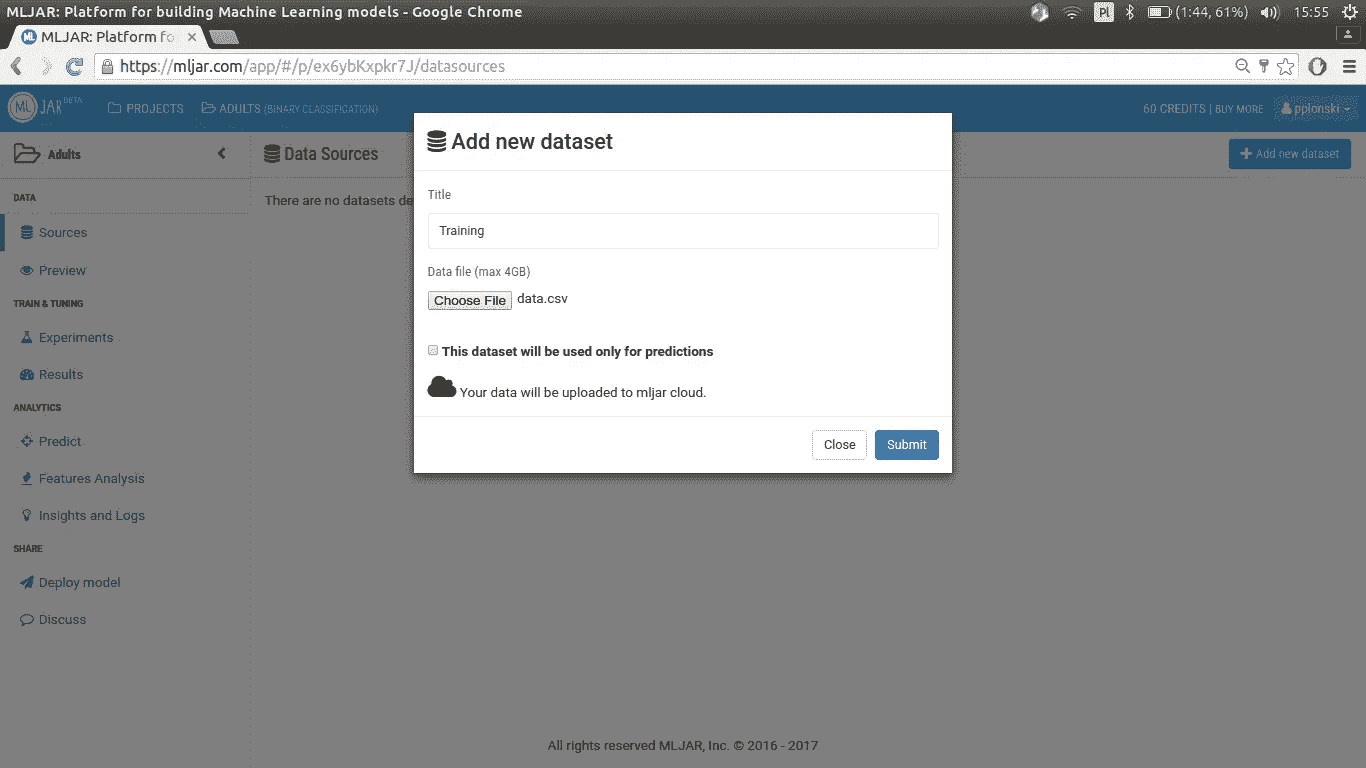 MLJAR: Platform for building Machine Learning models - Google Chrome
Pl (1:44, 61%) 15:55
ML MLJAR: Platform fo
https://mljar.com/app/#/p/ex6ybKxpkr7J/datasources
ML JAR BETA PROJECTS ADULTS (BINARY CLASSIFICATION) 60 CREDITS | BUY MORE pplonski
Adults
Data Sources
Add new dataset
There are no datasets de
DATA
Sources
Preview
TRAIN & TUNING
Experiments
Results
ANALYTICS
Predict
Features Analysis
Insights and Logs
SHARE
Deploy model
Discuss
Add new dataset
Title
Training
Data file (max 4GB)
Choose File data.csv
This dataset will be used only for predictions
Your data will be uploaded to mljar cloud.
Close Submit
All rights reserved MLJAR, Inc. © 2016 - 2017